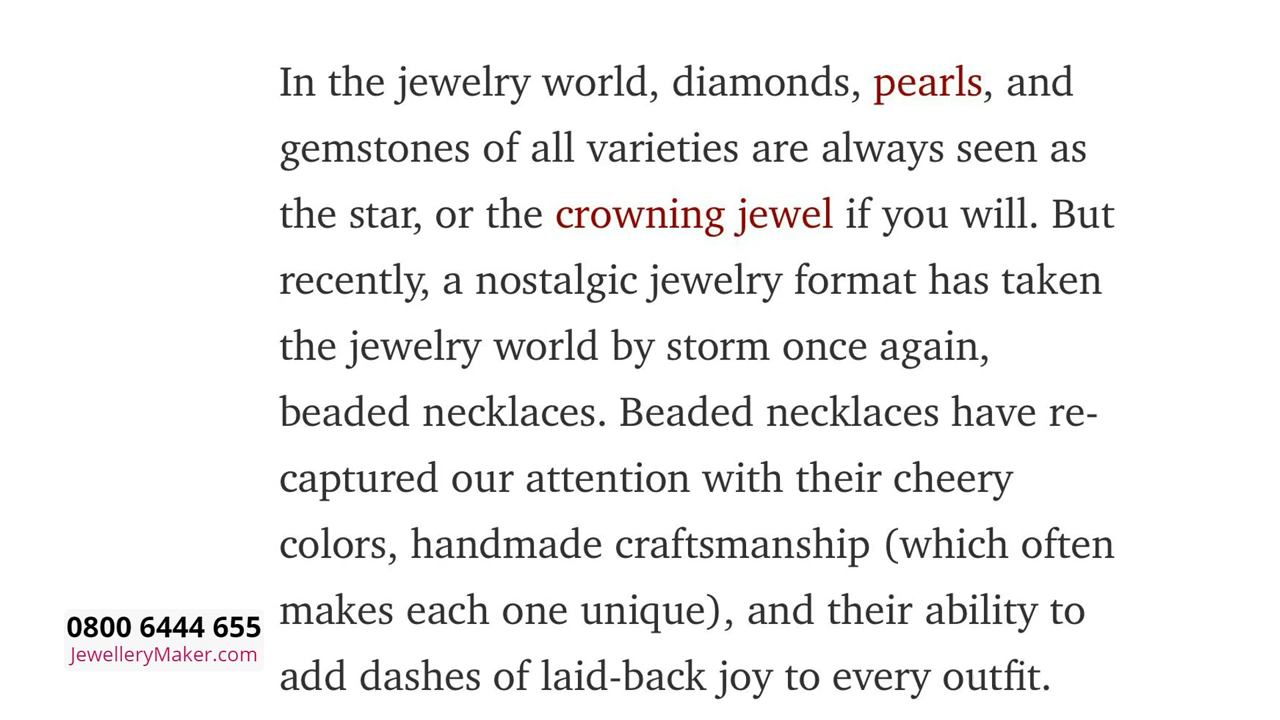 In the jewelry world, diamonds, pearls, and
gemstones of all varieties are always seen as
the star, or the crowning jewel if you will. But
recently, a nostalgic jewelry format has taken
the jewelry world by storm once again,
beaded necklaces. Beaded necklaces have re-
captured our attention with their cheery
colors, handmade craftsmanship (which often
makes each one unique), and their ability to
add dashes of laid-back joy to every outfit.
0800 6444 655
JewelleryMaker.com